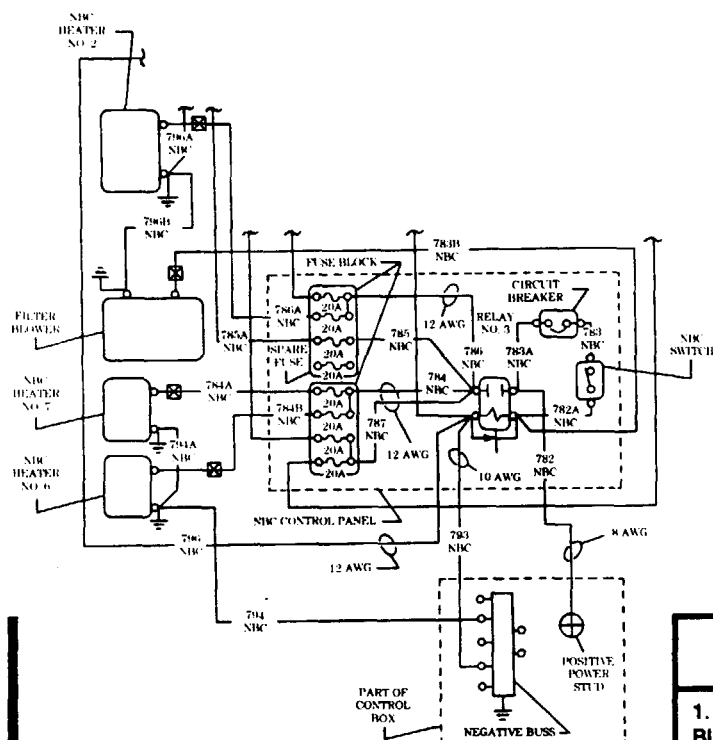 NBC
HEATER
NO. 2
796A
NBC
796B
NBC
783B
NBC
FUSE BLOCK
CIRCUIT
BREAKER
FILTER
BLOWER
786A
NBC
20A
12 AWG
RELAY
NO. 3
783
NBC
NBC
SWITCH
785A
NBC
20A
785
NBC
786
NBC
783A
NBC
SPARE
FUSE
20A
20A
NBC
HEATER
NO. 7
784A
NBC
784
NBC
20A
784B
NBC
787
NBC
782A
NBC
794A
NBC
20A
NBC
HEATER
NO. 6
20A
12 AWG
782
NBC
10 AWG
NBC CONTROL PANEL
796
NBC
793
NBC
8 AWG
12 AWG
794
NBC
POSITIVE
POWER
STUD
PART OF
CONTROL
BOX
NEGATIVE BUSS
1.